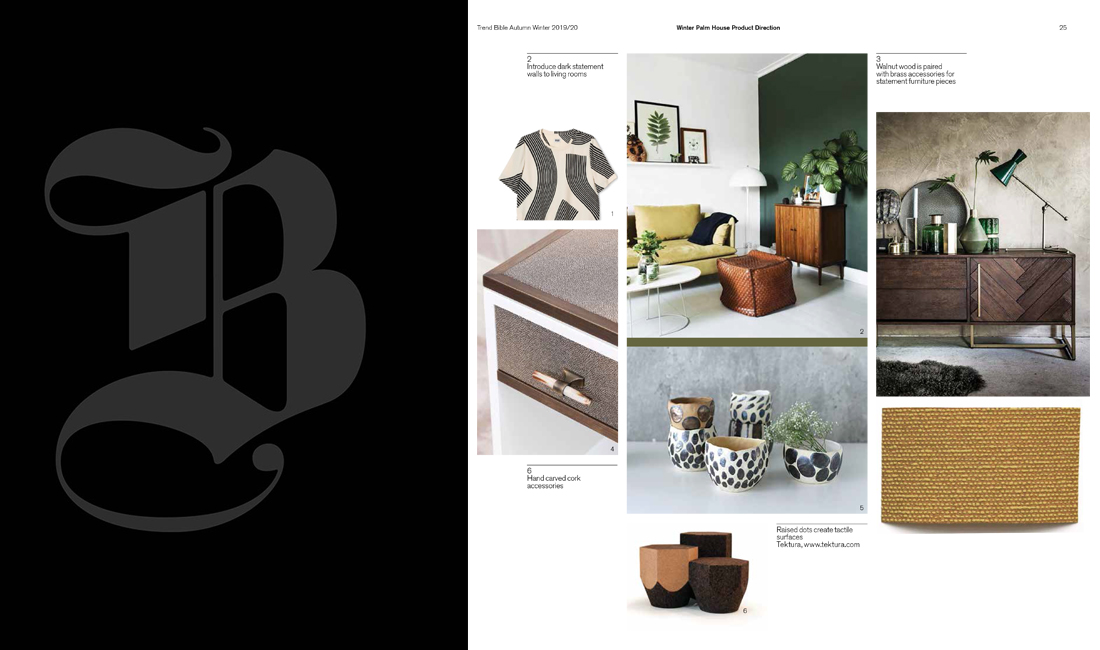 B
Trend Bible Autumn Winter 2019/20
Winter Palm House Product Direction
25
2
Introduce dark statement
walls to living rooms
1
4
6
Hand carved cork
accessories
2
5
Raised dots create tactile
surfaces
Tektura, www.tektura.com
6
3
Walnut wood is paired
with brass accessories for
statement furniture pieces